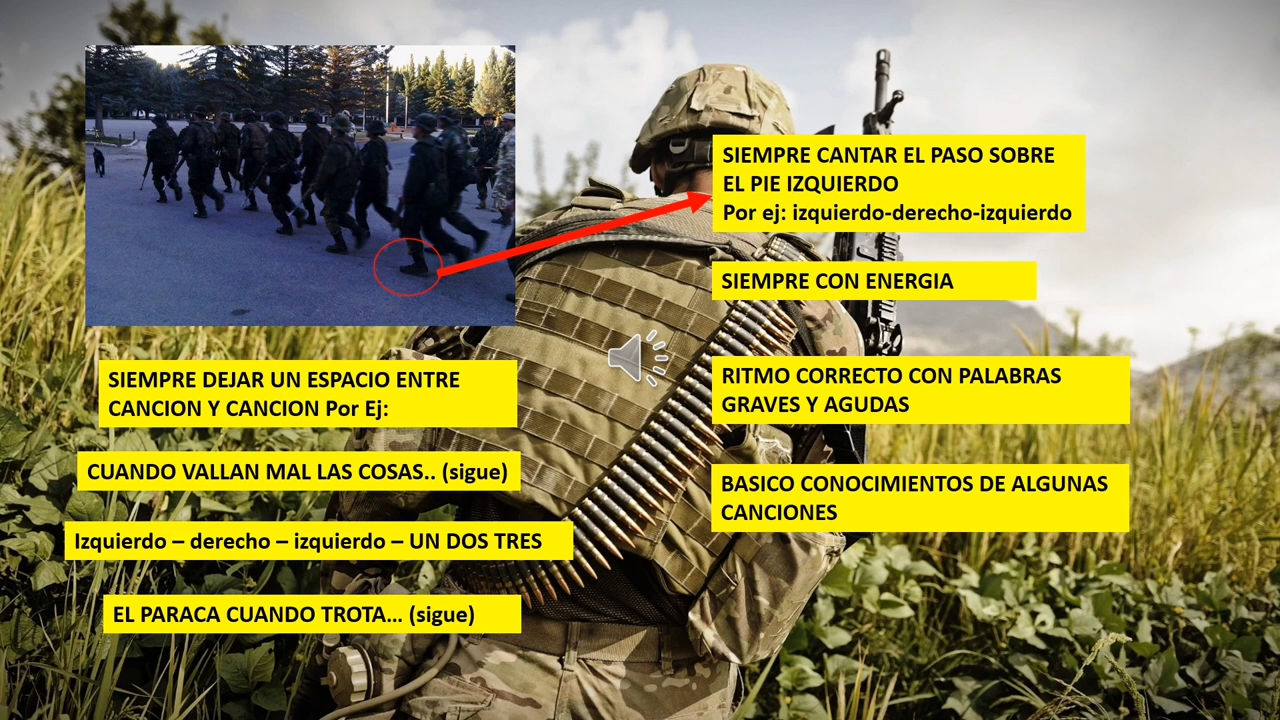 SIEMPRE CANTAR EL PASO SOBRE
EL PIE IZQUIERDO
Por ej: izquierdo-derecho-izquierdo
SIEMPRE CON ENERGIA
RITMO CORRECTO CON PALABRAS
GRAVES Y AGUDAS
BASICO CONOCIMIENTOS DE ALGUNAS
CANCIONES
SIEMPRE DEJAR UN ESPACIO ENTRE
CANCION Y CANCION Por Ej:
CUANDO VALLAN MAL LAS COSAS.. (sigue)
Izquierdo – derecho – izquierdo – UN DOS TRES
EL PARACA CUANDO TROTA... (sigue)